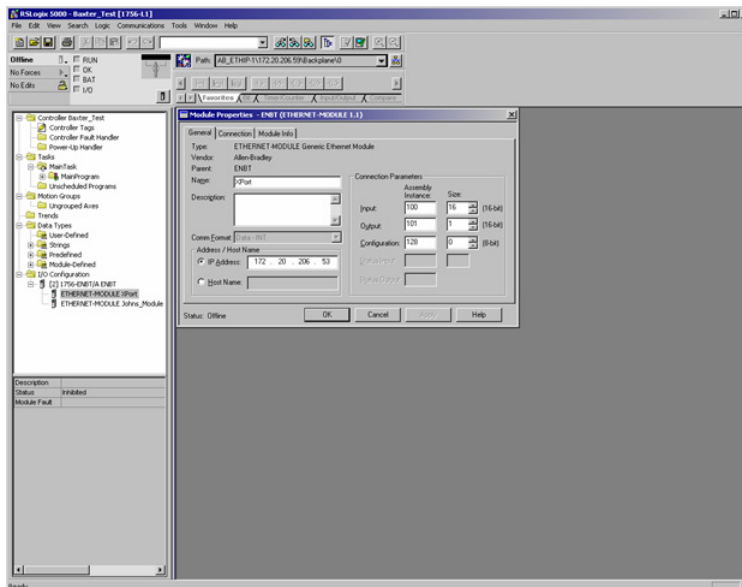 RSLogix 5000 - Baxter_Test [1756-L1]
File Edit View Search Logic Communications Tools Window Help
Offline
RUN
No Forces
OK
BAT
No Edits
I/O
Path: AB_ETHIP-1\172.20.206.59\Backplane\0
Favorites
Bit
Timer/Counter
Input/Output
Compare
Controller Baxter_Test
Controller Tags
Controller Fault Handler
Power-Up Handler
Tasks
MainTask
MainProgram
Unscheduled Programs
Motion Groups
Ungrouped Axes
Trends
Data Types
User-Defined
Strings
Predefined
Module-Defined
I/O Configuration
[2] 1756-ENBT/A ENBT
ETHERNET-MODULE XPort
ETHERNET-MODULE Johns_Module
Description
Status Inhibited
Module Fault
Module Properties - ENBT (ETHERNET-MODULE 1.1)
General Connection Module Info
Type: ETHERNET-MODULE Generic Ethernet Module
Vendor: Allen-Bradley
Parent: ENBT
Name: XPort
Description:
Comm Format: Data - INT
Address / Host Name
IP Address: 172 . 20 . 206 . 53
Host Name:
Connection Parameters
Assembly
Instance: Size:
Input: 100 16 (16-bit)
Output: 101 1 (16-bit)
Configuration: 128 0 (8-bit)
Status Input:
Status Output:
Status: Offline
OK Cancel Apply Help
Ready